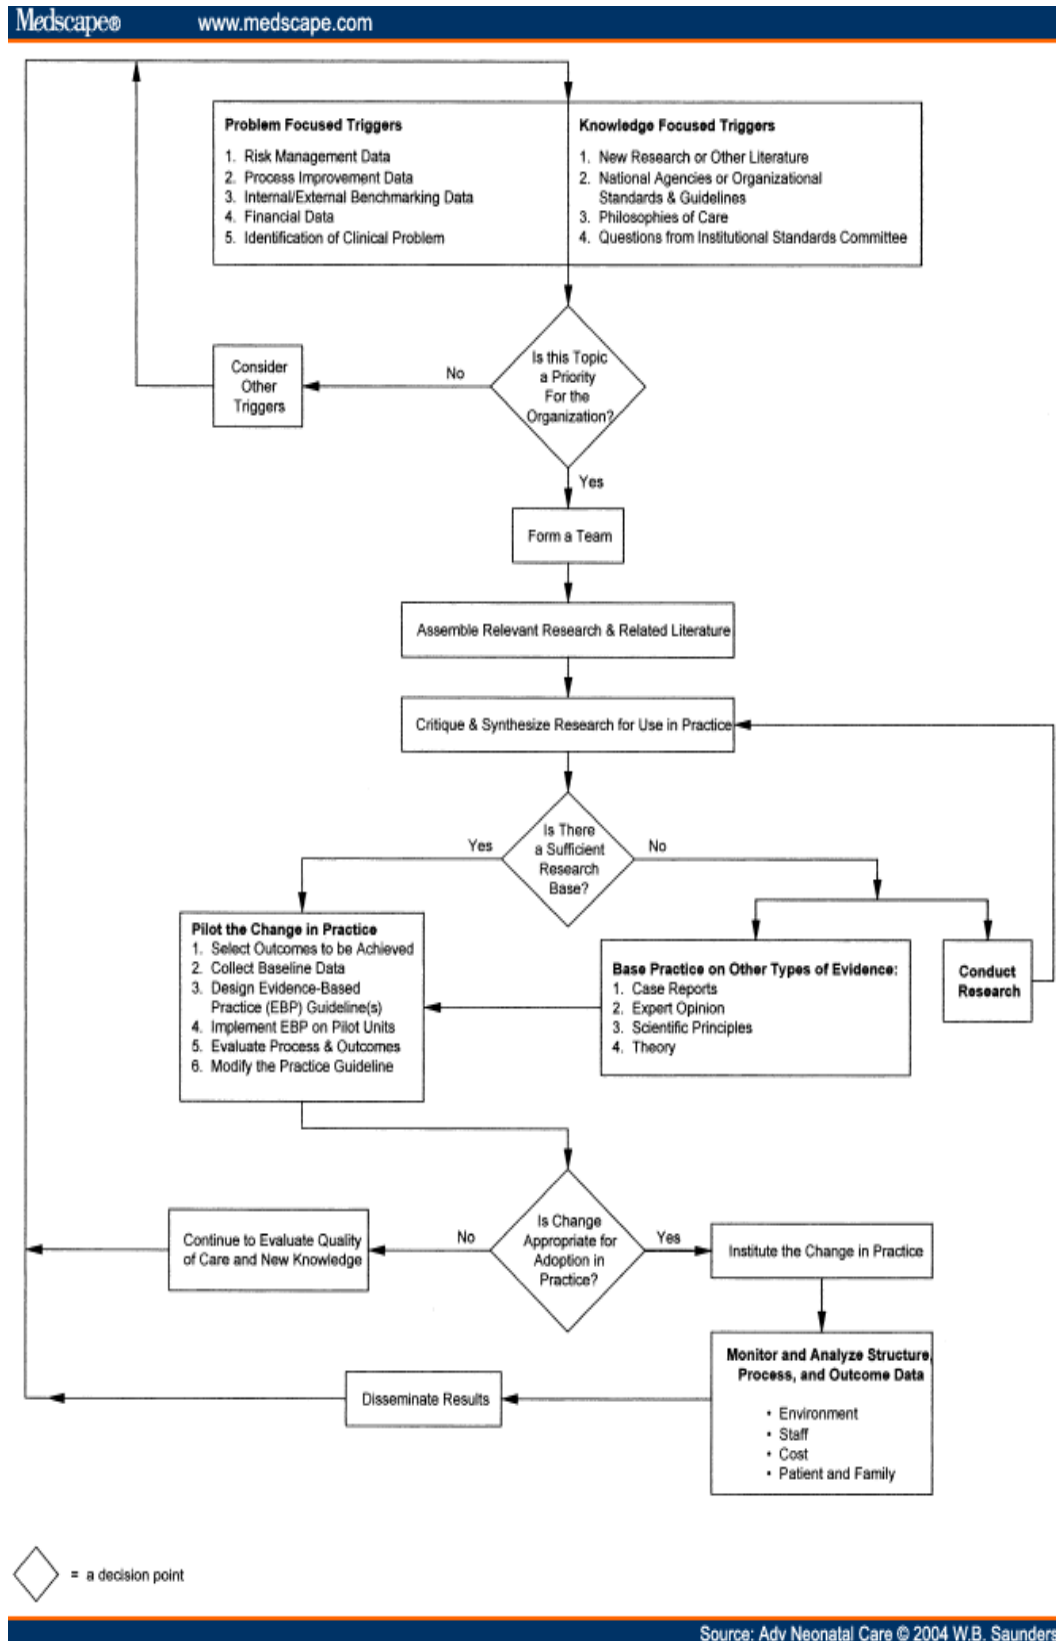 Medscape® www.medscape.com
Problem Focused Triggers
1. Risk Management Data
2. Process Improvement Data
3. Internal/External Benchmarking Data
4. Financial Data
5. Identification of Clinical Problem
Knowledge Focused Triggers
1. New Research or Other Literature
2. National Agencies or Organizational
Standards & Guidelines
3. Philosophies of Care
4. Questions from Institutional Standards Committee
Is this Topic
a Priority
For the
Organization?
No
Consider
Other
Triggers
Yes
Form a Team
Assemble Relevant Research & Related Literature
Critique & Synthesize Research for Use in Practice
Is There
a Sufficient
Research
Base?
Yes
No
Pilot the Change in Practice
1. Select Outcomes to be Achieved
2. Collect Baseline Data
3. Design Evidence-Based
Practice (EBP) Guideline(s)
4. Implement EBP on Pilot Units
5. Evaluate Process & Outcomes
6. Modify the Practice Guideline
Base Practice on Other Types of Evidence:
1. Case Reports
2. Expert Opinion
3. Scientific Principles
4. Theory
Conduct
Research
Is Change
Appropriate for
Adoption in
Practice?
No
Continue to Evaluate Quality
of Care and New Knowledge
Yes
Institute the Change in Practice
Monitor and Analyze Structure,
Process, and Outcome Data
• Environment
• Staff
• Cost
• Patient and Family
Disseminate Results
= a decision point
Source: Adv Neonatal Care © 2004 W.B. Saunders